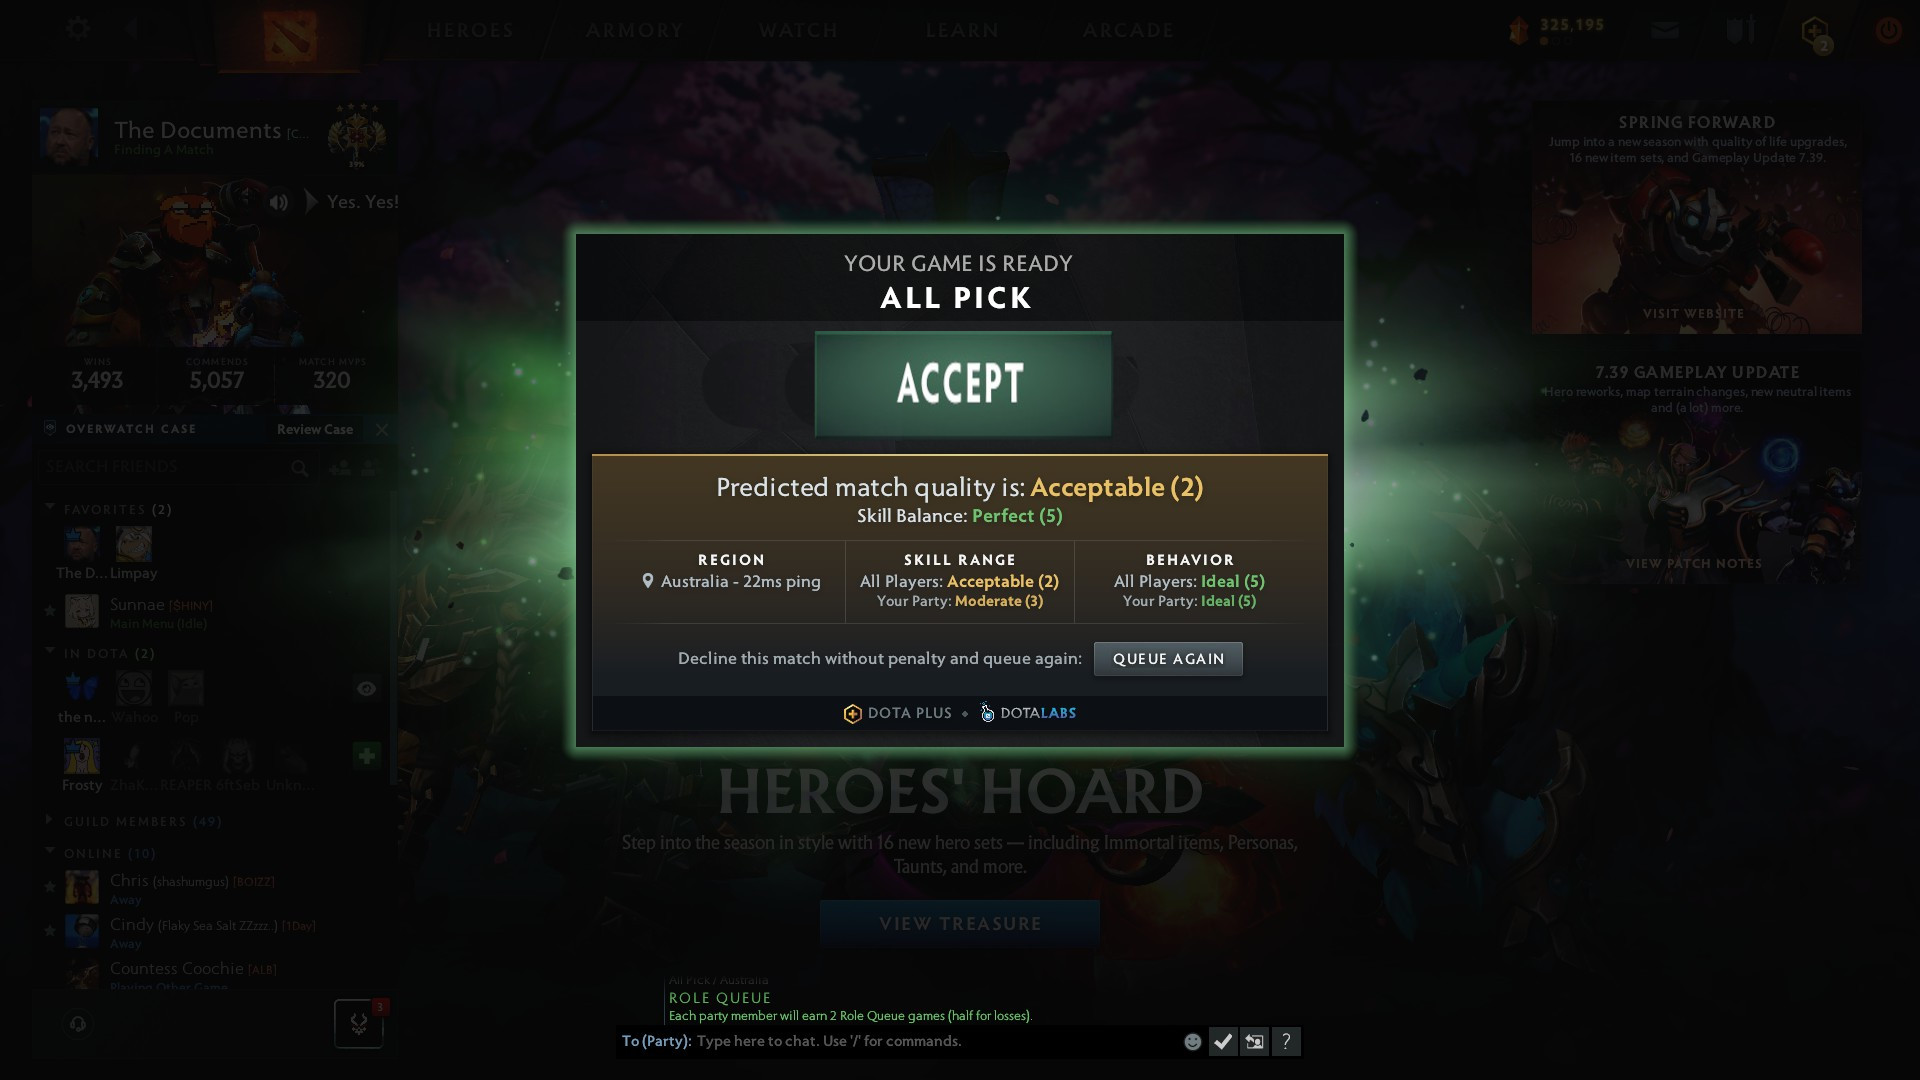 HEROES
ARMORY
WATCH
LEARN
ARCADE
325,195
2
The Documents [C...
Finding A Match
19%
Yes. Yes!
WINS
3,493
COMMENDS
5,057
MATCH MVPS
320
OVERWATCH CASE
Review Case
SEARCH FRIENDS
FAVORITES (2)
The D... Limpay
Sunnae [$HINY]
Main Menu (Idle)
IN DOTA (2)
the n... Wahoo Pop
Frosty ZhaK... REAPER 6ftSeb Unkn...
GUILD MEMBERS (49)
ONLINE (10)
Chris (shashumgus) [BOIZZ]
Away
Cindy (Flaky Sea Salt ZZzzz..) [1Day]
Away
Countess Coochie [ALB]
Playing Other Game
3
YOUR GAME IS READY
ALL PICK
ACCEPT
Predicted match quality is: Acceptable (2)
Skill Balance: Perfect (5)
REGION
Australia - 22ms ping
SKILL RANGE
All Players: Acceptable (2)
Your Party: Moderate (3)
BEHAVIOR
All Players: Ideal (5)
Your Party: Ideal (5)
Decline this match without penalty and queue again:
QUEUE AGAIN
DOTA PLUS
DOTALABS
HEROES' HOARD
Step into the season in style with 16 new hero sets — including Immortal items, Personas,
Taunts, and more.
VIEW TREASURE
All Pick / Australia
ROLE QUEUE
Each party member will earn 2 Role Queue games (half for losses).
To (Party): Type here to chat. Use '/' for commands.
?
SPRING FORWARD
Jump into a new season with quality of life upgrades,
16 new item sets, and Gameplay Update 7.39.
VISIT WEBSITE
7.39 GAMEPLAY UPDATE
Hero reworks, map terrain changes, new neutral items
and (a lot) more.
VIEW PATCH NOTES